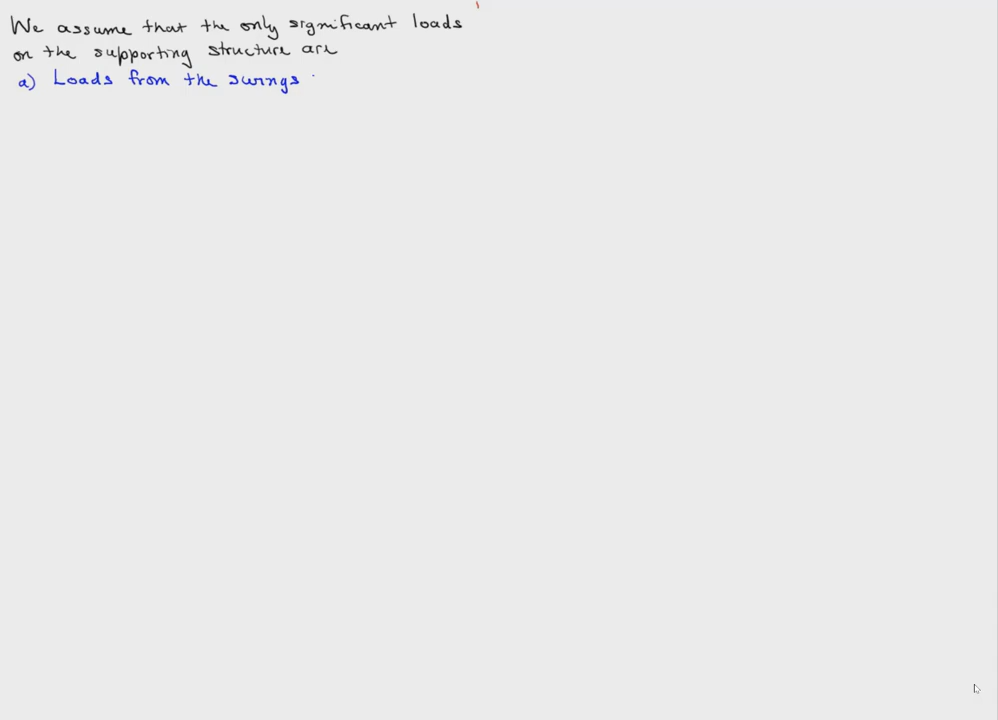 We assume that the only significant loads
on the supporting structure are
a) Loads from the swings